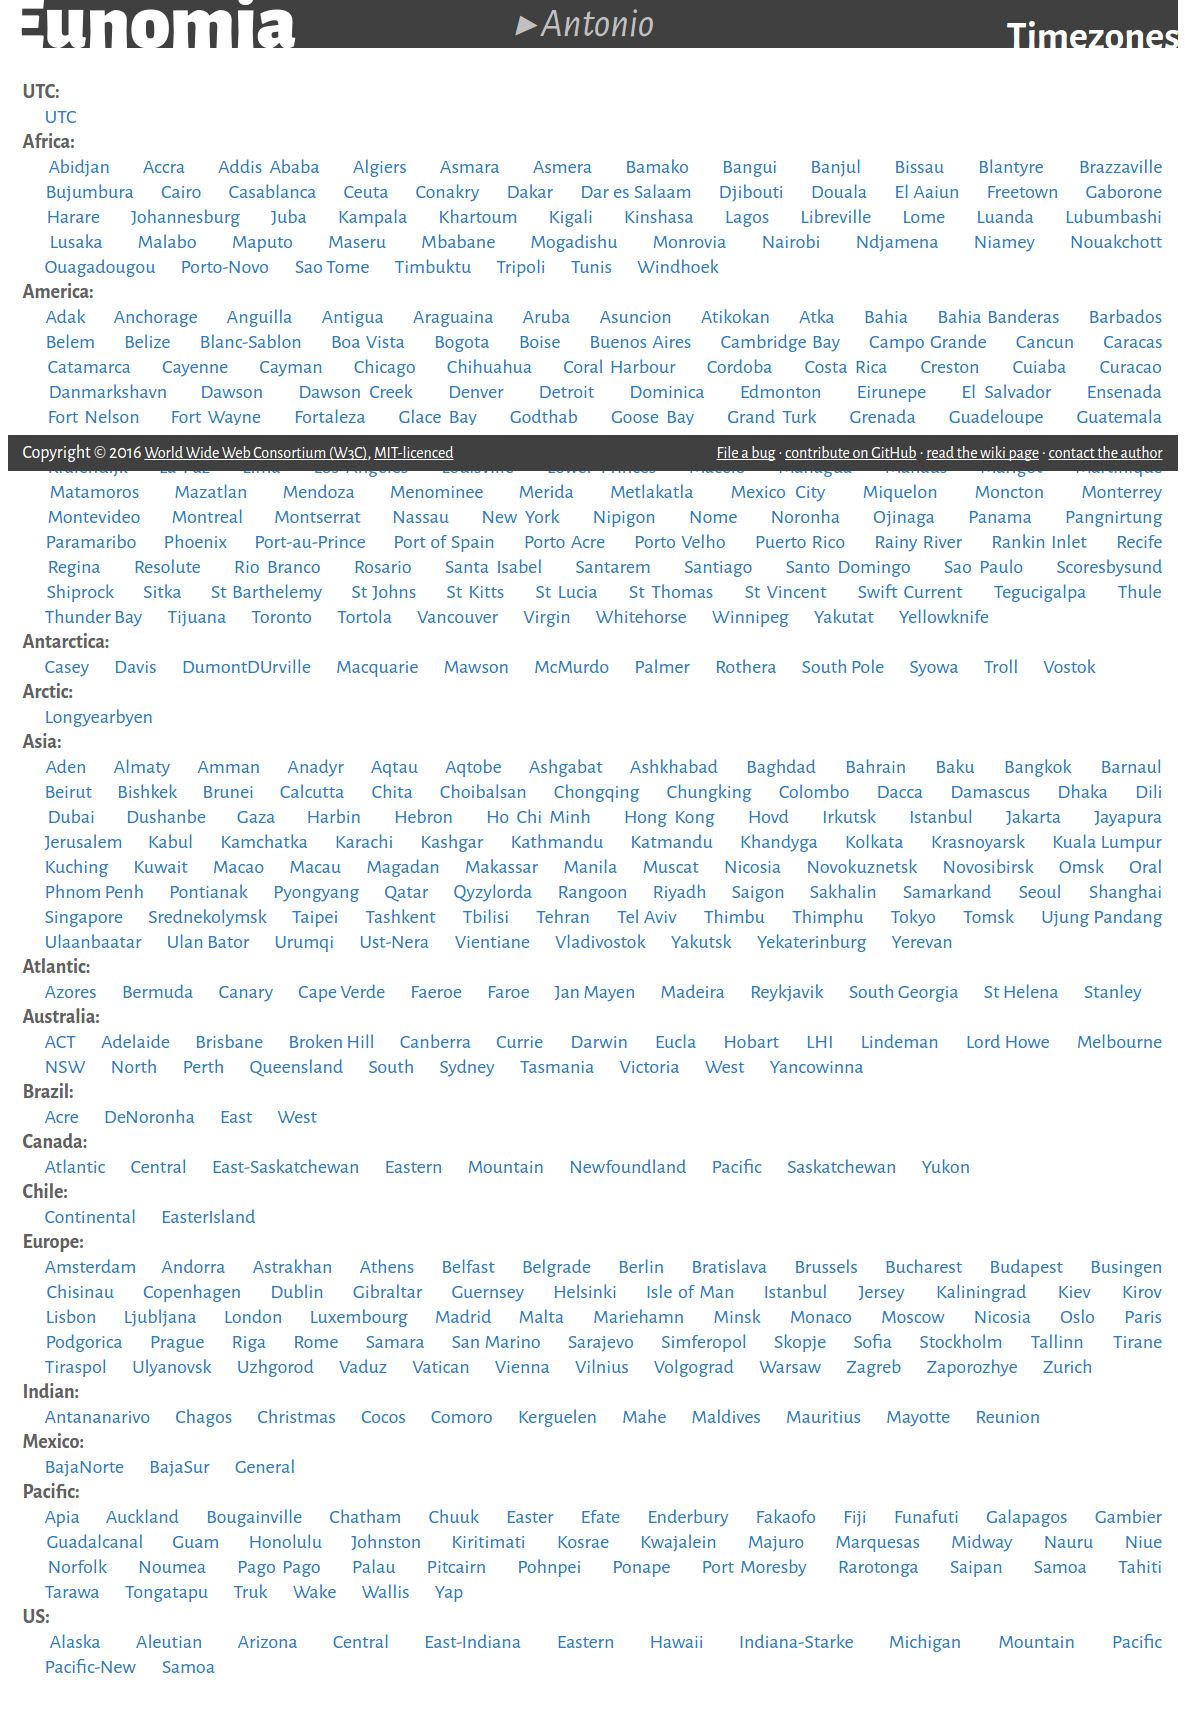 Eunomia ▶Antonio Timezones
UTC:
UTC
Africa:
Abidjan Accra Addis Ababa Algiers Asmara Asmera Bamako Bangui Banjul Bissau Blantyre Brazzaville
Bujumbura Cairo Casablanca Ceuta Conakry Dakar Dar es Salaam Djibouti Douala El Aaiun Freetown Gaborone
Harare Johannesburg Juba Kampala Khartoum Kigali Kinshasa Lagos Libreville Lome Luanda Lubumbashi
Lusaka Malabo Maputo Maseru Mbabane Mogadishu Monrovia Nairobi Ndjamena Niamey Nouakchott
Ouagadougou Porto-Novo Sao Tome Timbuktu Tripoli Tunis Windhoek
America:
Adak Anchorage Anguilla Antigua Araguaina Aruba Asuncion Atikokan Atka Bahia Bahia Banderas Barbados
Belem Belize Blanc-Sablon Boa Vista Bogota Boise Buenos Aires Cambridge Bay Campo Grande Cancun Caracas
Catamarca Cayenne Cayman Chicago Chihuahua Coral Harbour Cordoba Costa Rica Creston Cuiaba Curacao
Danmarkshavn Dawson Dawson Creek Denver Detroit Dominica Edmonton Eirunepe El Salvador Ensenada
Fort Nelson Fort Wayne Fortaleza Glace Bay Godthab Goose Bay Grand Turk Grenada Guadeloupe Guatemala
Copyright © 2016 World Wide Web Consortium (W3C), MIT-licenced File a bug · contribute on GitHub · read the wiki page · contact the author
Matamoros Mazatlan Mendoza Menominee Merida Metlakatla Mexico City Miquelon Moncton Monterrey
Montevideo Montreal Montserrat Nassau New York Nipigon Nome Noronha Ojinaga Panama Pangnirtung
Paramaribo Phoenix Port-au-Prince Port of Spain Porto Acre Porto Velho Puerto Rico Rainy River Rankin Inlet Recife
Regina Resolute Rio Branco Rosario Santa Isabel Santarem Santiago Santo Domingo Sao Paulo Scoresbysund
Shiprock Sitka St Barthelemy St Johns St Kitts St Lucia St Thomas St Vincent Swift Current Tegucigalpa Thule
Thunder Bay Tijuana Toronto Tortola Vancouver Virgin Whitehorse Winnipeg Yakutat Yellowknife
Antarctica:
Casey Davis DumontDUrville Macquarie Mawson McMurdo Palmer Rothera South Pole Syowa Troll Vostok
Arctic:
Longyearbyen
Asia:
Aden Almaty Amman Anadyr Aqtau Aqtobe Ashgabat Ashkhabad Baghdad Bahrain Baku Bangkok Barnaul
Beirut Bishkek Brunei Calcutta Chita Choibalsan Chongqing Chungking Colombo Dacca Damascus Dhaka Dili
Dubai Dushanbe Gaza Harbin Hebron Ho Chi Minh Hong Kong Hovd Irkutsk Istanbul Jakarta Jayapura
Jerusalem Kabul Kamchatka Karachi Kashgar Kathmandu Katmandu Khandyga Kolkata Krasnoyarsk Kuala Lumpur
Kuching Kuwait Macao Macau Magadan Makassar Manila Muscat Nicosia Novokuznetsk Novosibirsk Omsk Oral
Phnom Penh Pontianak Pyongyang Qatar Qyzylorda Rangoon Riyadh Saigon Sakhalin Samarkand Seoul Shanghai
Singapore Srednekolymsk Taipei Tashkent Tbilisi Tehran Tel Aviv Thimbu Thimphu Tokyo Tomsk Ujung Pandang
Ulaanbaatar Ulan Bator Urumqi Ust-Nera Vientiane Vladivostok Yakutsk Yekaterinburg Yerevan
Atlantic:
Azores Bermuda Canary Cape Verde Faeroe Faroe Jan Mayen Madeira Reykjavik South Georgia St Helena Stanley
Australia:
ACT Adelaide Brisbane Broken Hill Canberra Currie Darwin Eucla Hobart LHI Lindeman Lord Howe Melbourne
NSW North Perth Queensland South Sydney Tasmania Victoria West Yancowinna
Brazil:
Acre DeNoronha East West
Canada:
Atlantic Central East-Saskatchewan Eastern Mountain Newfoundland Pacific Saskatchewan Yukon
Chile:
Continental EasterIsland
Europe:
Amsterdam Andorra Astrakhan Athens Belfast Belgrade Berlin Bratislava Brussels Bucharest Budapest Busingen
Chisinau Copenhagen Dublin Gibraltar Guernsey Helsinki Isle of Man Istanbul Jersey Kaliningrad Kiev Kirov
Lisbon Ljubljana London Luxembourg Madrid Malta Mariehamn Minsk Monaco Moscow Nicosia Oslo Paris
Podgorica Prague Riga Rome Samara San Marino Sarajevo Simferopol Skopje Sofia Stockholm Tallinn Tirane
Tiraspol Ulyanovsk Uzhgorod Vaduz Vatican Vienna Vilnius Volgograd Warsaw Zagreb Zaporozhye Zurich
Indian:
Antananarivo Chagos Christmas Cocos Comoro Kerguelen Mahe Maldives Mauritius Mayotte Reunion
Mexico:
BajaNorte BajaSur General
Pacific:
Apia Auckland Bougainville Chatham Chuuk Easter Efate Enderbury Fakaofo Fiji Funafuti Galapagos Gambier
Guadalcanal Guam Honolulu Johnston Kiritimati Kosrae Kwajalein Majuro Marquesas Midway Nauru Niue
Norfolk Noumea Pago Pago Palau Pitcairn Pohnpei Ponape Port Moresby Rarotonga Saipan Samoa Tahiti
Tarawa Tongatapu Truk Wake Wallis Yap
US:
Alaska Aleutian Arizona Central East-Indiana Eastern Hawaii Indiana-Starke Michigan Mountain Pacific
Pacific-New Samoa